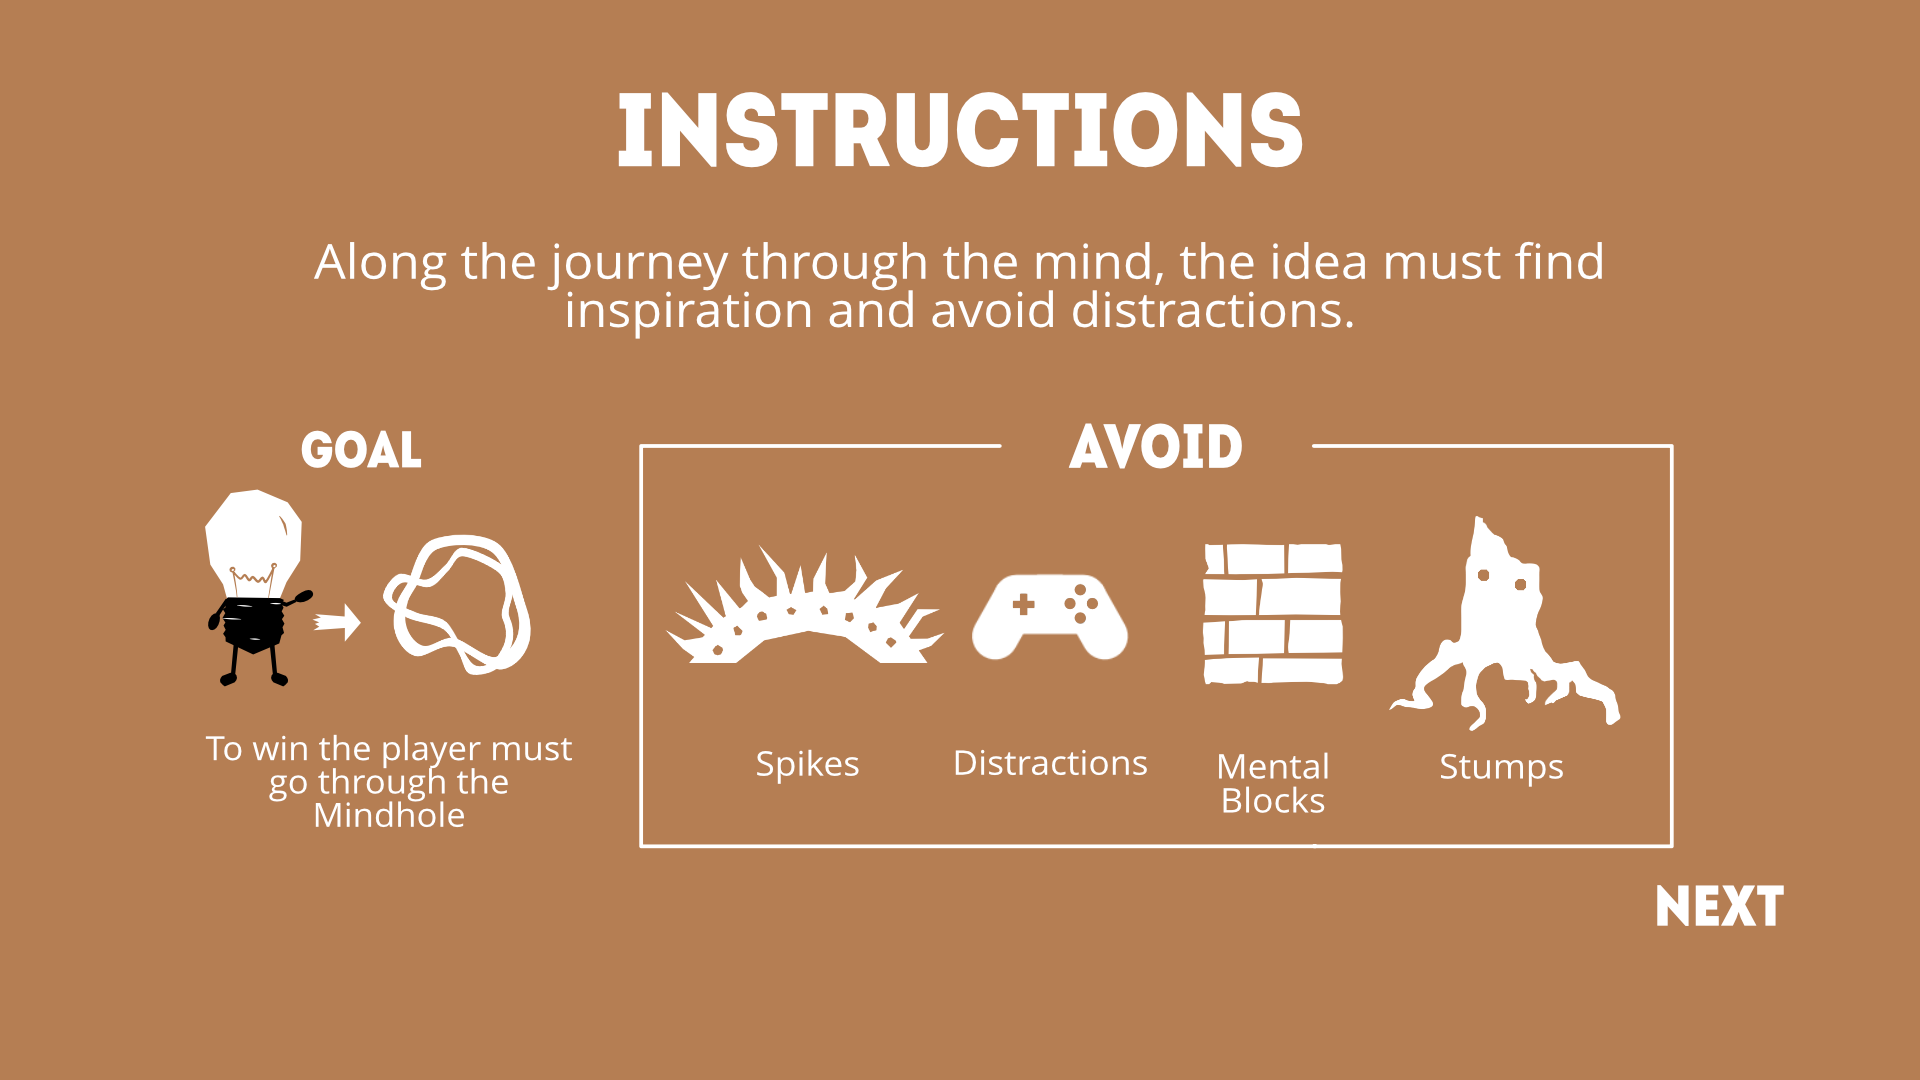 INSTRUCTIONS
Along the journey through the mind, the idea must find
inspiration and avoid distractions.
GOAL
To win the player must
go through the
Mindhole
AVOID
Spikes
Distractions
Mental
Blocks
Stumps
NEXT